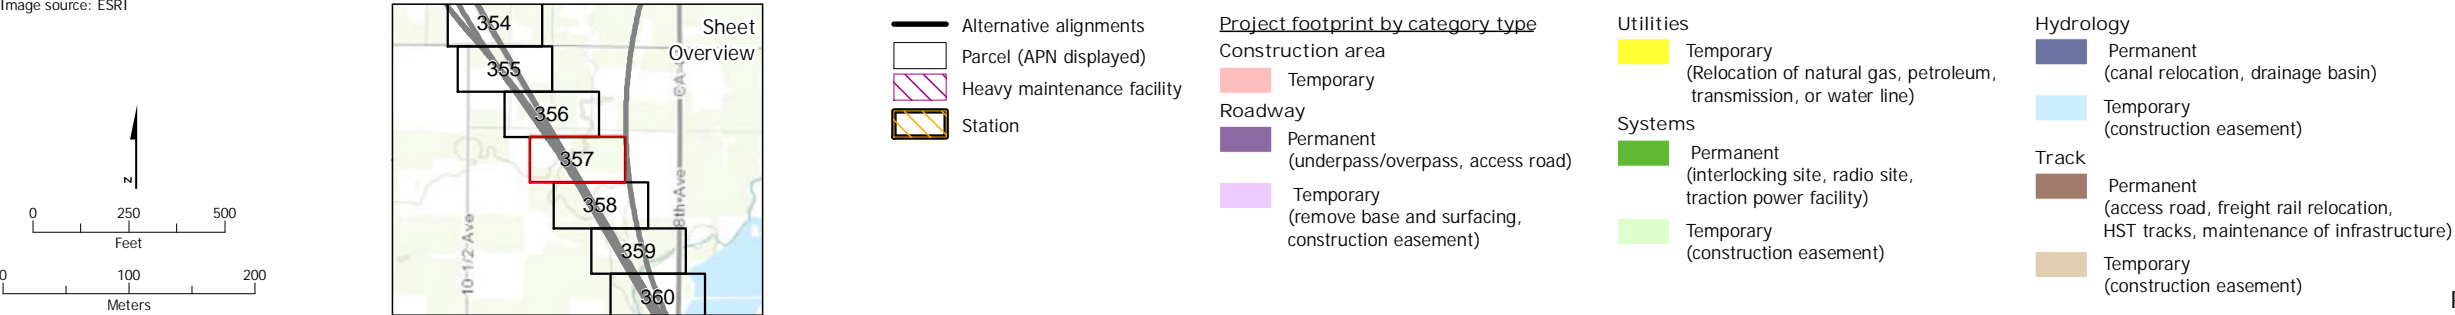 Image source: ESRI
z
0 250 500
Feet
0 100 200
Meters
Sheet
Overview
354
355
356
357
358
359
360
10-1/2-Ave
8th-Ave
Alternative alignments
Parcel (APN displayed)
Heavy maintenance facility
Station
Project footprint by category type
Construction area
Temporary
Roadway
Permanent
(underpass/overpass, access road)
Temporary
(remove base and surfacing,
construction easement)
Utilities
Temporary
(Relocation of natural gas, petroleum,
transmission, or water line)
Systems
Permanent
(interlocking site, radio site,
traction power facility)
Temporary
(construction easement)
Hydrology
Permanent
(canal relocation, drainage basin)
Temporary
(construction easement)
Track
Permanent
(access road, freight rail relocation,
HST tracks, maintenance of infrastructure)
Temporary
(construction easement)